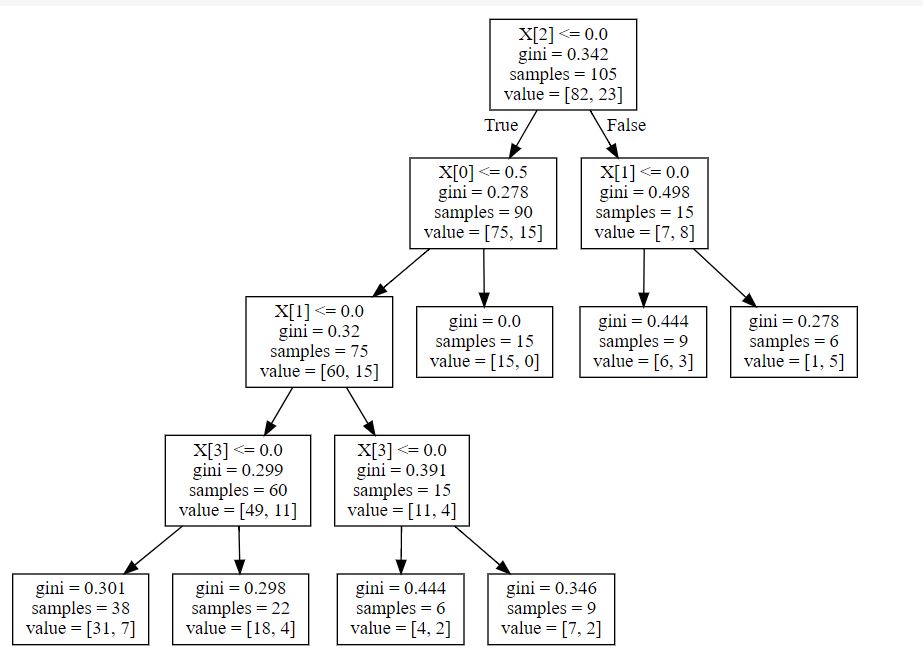 X[2] <= 0.0
gini = 0.342
samples = 105
value = [82, 23]
True
False
X[0] <= 0.5
gini = 0.278
samples = 90
value = [75, 15]
X[1] <= 0.0
gini = 0.498
samples = 15
value = [7, 8]
X[1] <= 0.0
gini = 0.32
samples = 75
value = [60, 15]
gini = 0.0
samples = 15
value = [15, 0]
gini = 0.444
samples = 9
value = [6, 3]
gini = 0.278
samples = 6
value = [1, 5]
X[3] <= 0.0
gini = 0.299
samples = 60
value = [49, 11]
X[3] <= 0.0
gini = 0.391
samples = 15
value = [11, 4]
gini = 0.301
samples = 38
value = [31, 7]
gini = 0.298
samples = 22
value = [18, 4]
gini = 0.444
samples = 6
value = [4, 2]
gini = 0.346
samples = 9
value = [7, 2]